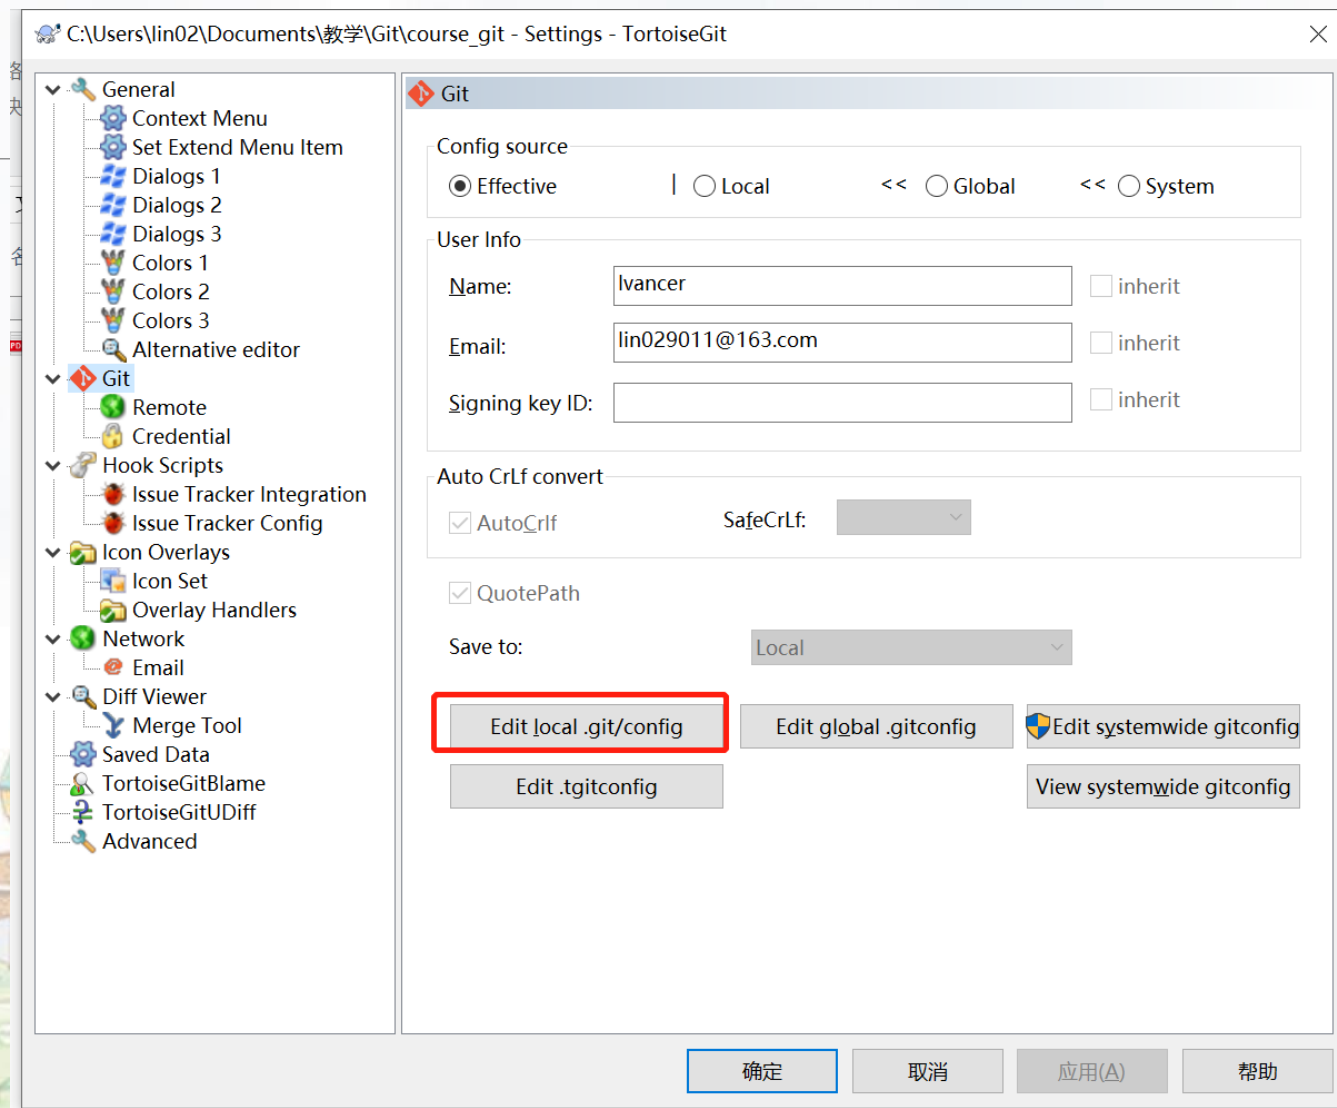 C:\Users\lin02\Documents\教学\Git\course_git - Settings - TortoiseGit
General
Context Menu
Set Extend Menu Item
Dialogs 1
Dialogs 2
Dialogs 3
Colors 1
Colors 2
Colors 3
Alternative editor
Git
Remote
Credential
Hook Scripts
Issue Tracker Integration
Issue Tracker Config
Icon Overlays
Icon Set
Overlay Handlers
Network
Email
Diff Viewer
Merge Tool
Saved Data
TortoiseGitBlame
TortoiseGitUDiff
Advanced
Git
Config source
Effective | Local << Global << System
User Info
Name: lvancer inherit
Email: lin029011@163.com inherit
Signing key ID: inherit
Auto CrLf convert
AutoCrlf SafeCrLf:
QuotePath
Save to: Local
Edit local .git/config Edit global .gitconfig Edit systemwide gitconfig
Edit .tgitconfig View systemwide gitconfig
确定 取消 应用(A) 帮助